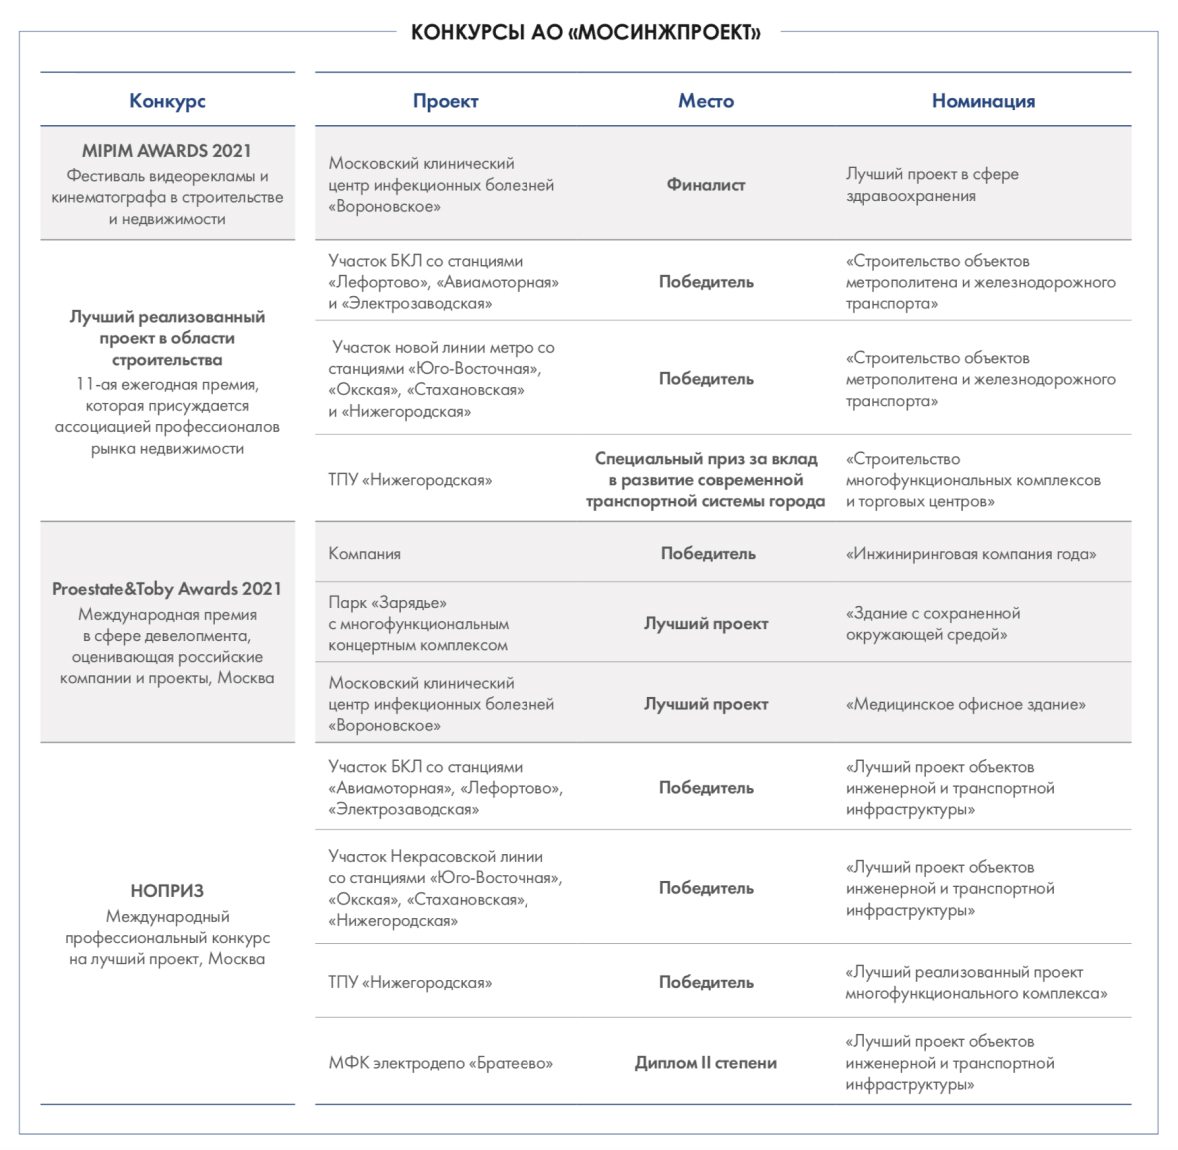 КОНКУРСЫ АО «МОСИНЖПРОЕКТ»
Конкурс
Проект
Место
Номинация
MIPIM AWARDS 2021
Фестиваль видеорекламы и
кинематографа в строительстве
и недвижимости
Московский клинический
центр инфекционных болезней
«Вороновское»
Финалист
Лучший проект в сфере
здравоохранения
Лучший реализованный
проект в области
строительства
11-ая ежегодная премия,
которая присуждается
ассоциацией профессионалов
рынка недвижимости
Участок БКЛ со станциями
«Лефортово», «Авиамоторная»
и «Электрозаводская»
Победитель
«Строительство объектов
метрополитена и железнодорожного
транспорта»
Участок новой линии метро со
станциями «Юго-Восточная»,
«Окская», «Стахановская»
и «Нижегородская»
Победитель
«Строительство объектов
метрополитена и железнодорожного
транспорта»
ТПУ «Нижегородская»
Специальный приз за вклад
в развитие современной
транспортной системы города
«Строительство
многофункциональных комплексов
и торговых центров»
Proestate&Toby Awards 2021
Международная премия
в сфере девелопмента,
оценивающая российские
компании и проекты, Москва
Компания
Победитель
«Инжиниринговая компания года»
Парк «Зарядье»
с многофункциональным
концертным комплексом
Лучший проект
«Здание с сохраненной
окружающей средой»
Московский клинический
центр инфекционных болезней
«Вороновское»
Лучший проект
«Медицинское офисное здание»
НОПРИЗ
Международный
профессиональный конкурс
на лучший проект, Москва
Участок БКЛ со станциями
«Авиамоторная», «Лефортово»,
«Электрозаводская»
Победитель
«Лучший проект объектов
инженерной и транспортной
инфраструктуры»
Участок Некрасовской линии
со станциями «Юго-Восточная»,
«Окская», «Стахановская»,
«Нижегородская»
Победитель
«Лучший проект объектов
инженерной и транспортной
инфраструктуры»
ТПУ «Нижегородская»
Победитель
«Лучший реализованный проект
многофункционального комплекса»
МФК электродепо «Братеево»
Диплом II степени
«Лучший проект объектов
инженерной и транспортной
инфраструктуры»